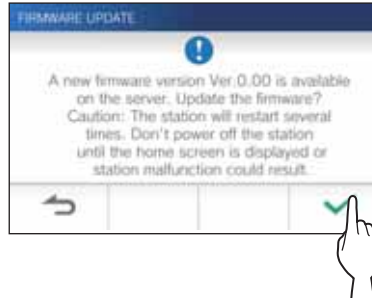 FIRMWARE UPDATE
A new firmware version Ver.0.00 is available
on the server. Update the firmware?
Caution: The station will restart several
times. Don't power off the station
until the home screen is displayed or
station malfunction could result.